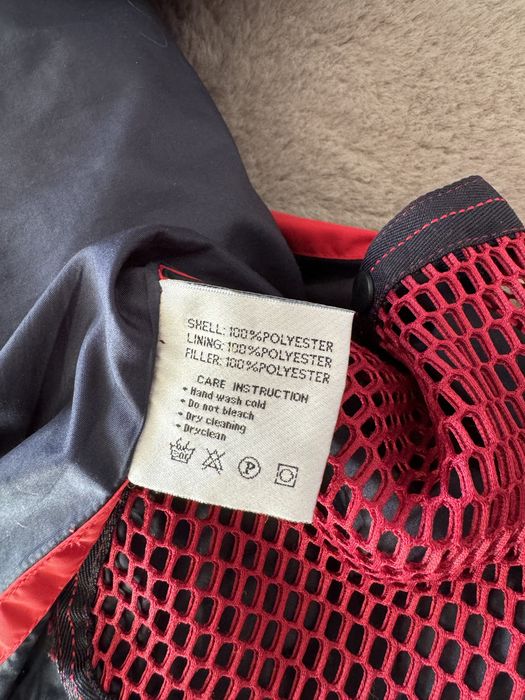 SHELL: 100%POLYESTER
LINING: 100%POLYESTER
FILLER: 100%POLYESTER
CARE INSTRUCTION
• Hand wash cold
• Do not bleach
• Dry cleaning
• Dryclean
P